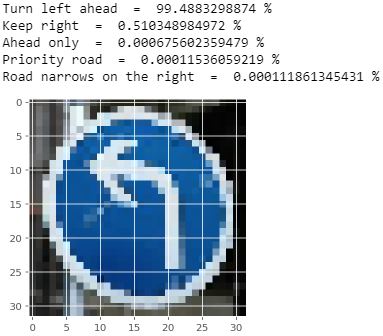 Turn left ahead  =  99.4883298874 %
Keep right  =  0.510348984972 %
Ahead only  =  0.000675602359479 %
Priority road  =  0.00011536059219 %
Road narrows on the right  =  0.000111861345431 %
0
5
10
15
20
25
30
0 5 10 15 20 25 30